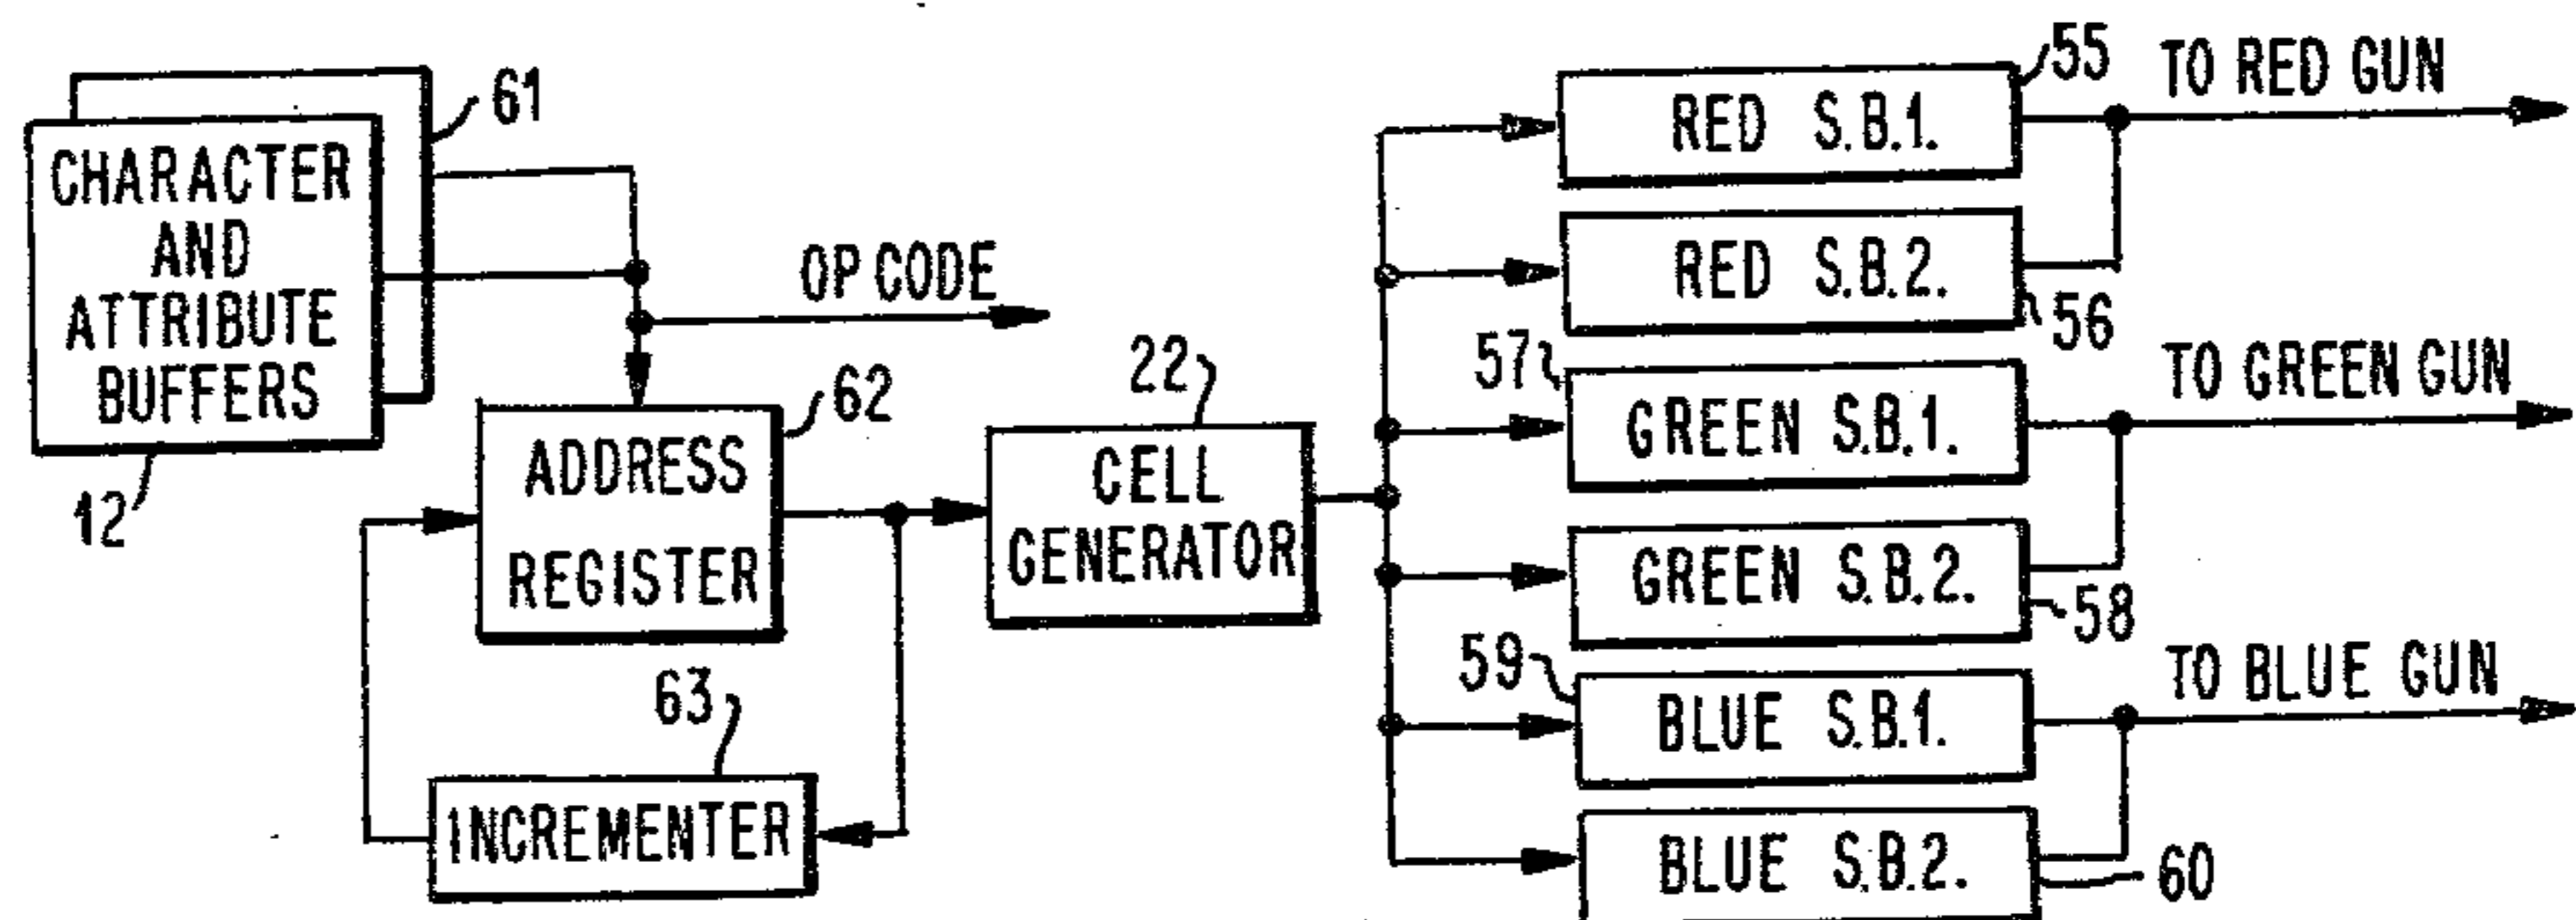 CHARACTER
AND
ATTRIBUTE
BUFFERS
12
61
OP CODE
ADDRESS
REGISTER
62
INCREMENTER
63
CELL
GENERATOR
22
RED S.B.1.
55
TO RED GUN
RED S.B.2.
56
57
GREEN S.B.1.
TO GREEN GUN
GREEN S.B.2.
58
59
BLUE S.B.1.
TO BLUE GUN
BLUE S.B.2.
60